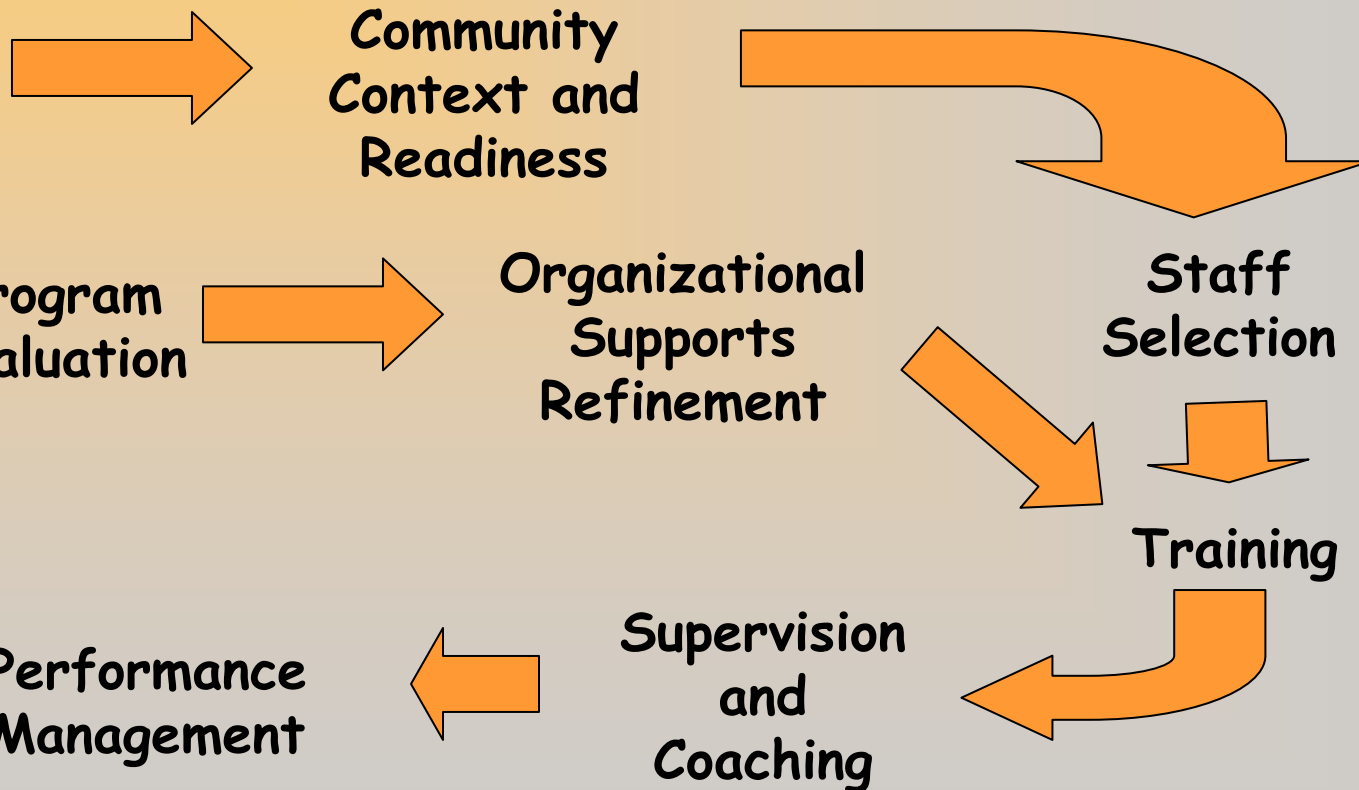 Community
Context and
Readiness
rogram
aluation
Organizational
Supports
Refinement
Staff
Selection
Training
Supervision
and
Coaching
Performance
Management